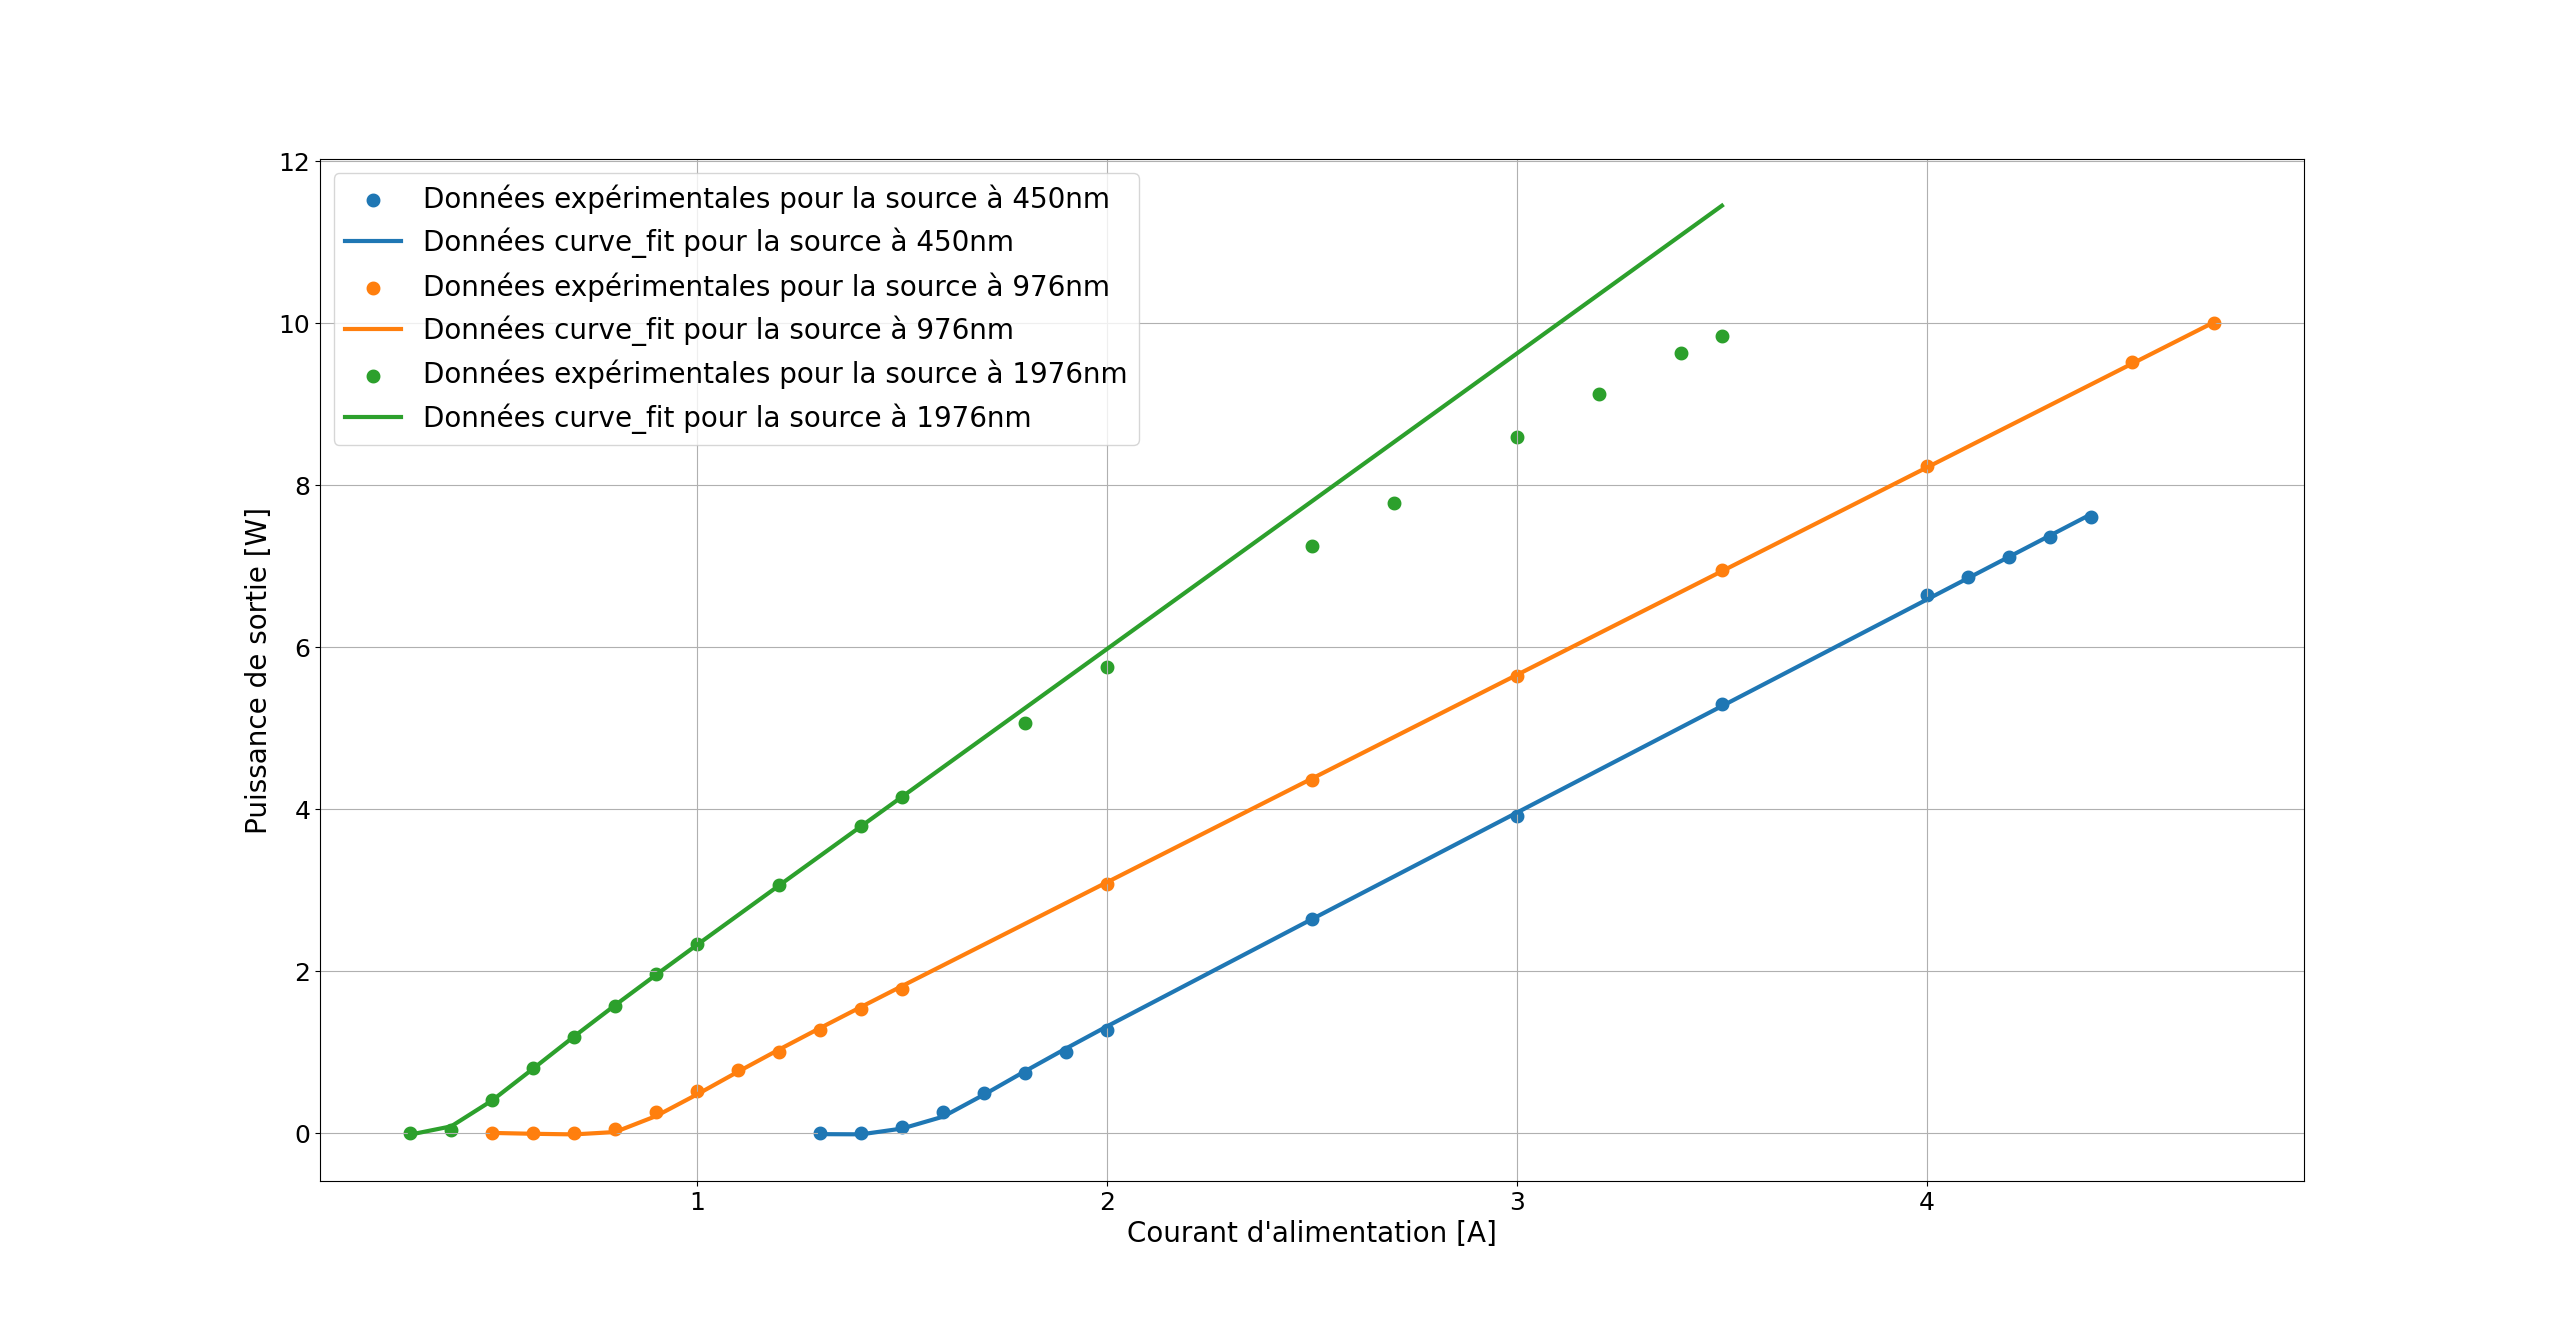 Données expérimentales pour la source à 450nm
Données curve_fit pour la source à 450nm
Données expérimentales pour la source à 976nm
Données curve_fit pour la source à 976nm
Données expérimentales pour la source à 1976nm
Données curve_fit pour la source à 1976nm
Puissance de sortie [W]
12
10
8
6
4
2
0
1 2 3 4
Courant d'alimentation [A]